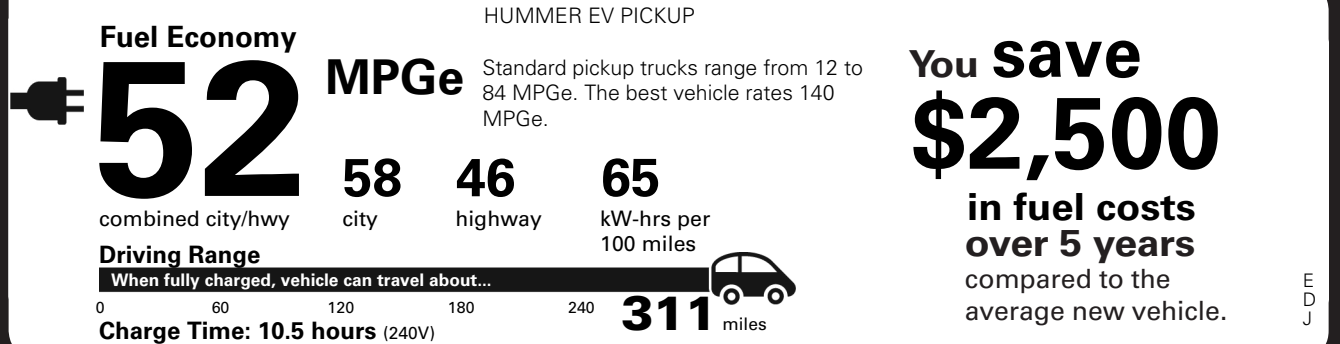 HUMMER EV PICKUP
Fuel Economy
52
MPGe
Standard pickup trucks range from 12 to
84 MPGe. The best vehicle rates 140
MPGe.
combined city/hwy
58
city
46
highway
65
kW-hrs per
100 miles
Driving Range
When fully charged, vehicle can travel about...
0 60 120 180 240 311 miles
Charge Time: 10.5 hours (240V)
You save
$2,500
in fuel costs
over 5 years
compared to the
average new vehicle.
E
D
J